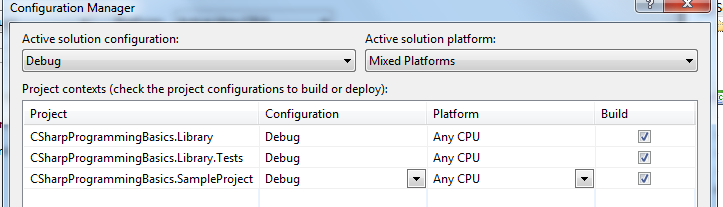 Configuration Manager
?
Active solution configuration: Active solution platform:
Debug Mixed Platforms
Project contexts (check the project configurations to build or deploy):
Project Configuration Platform Build
CSharpProgrammingBasics.Library Debug Any CPU
CSharpProgrammingBasics.Library.Tests Debug Any CPU
CSharpProgrammingBasics.SampleProject Debug Any CPU